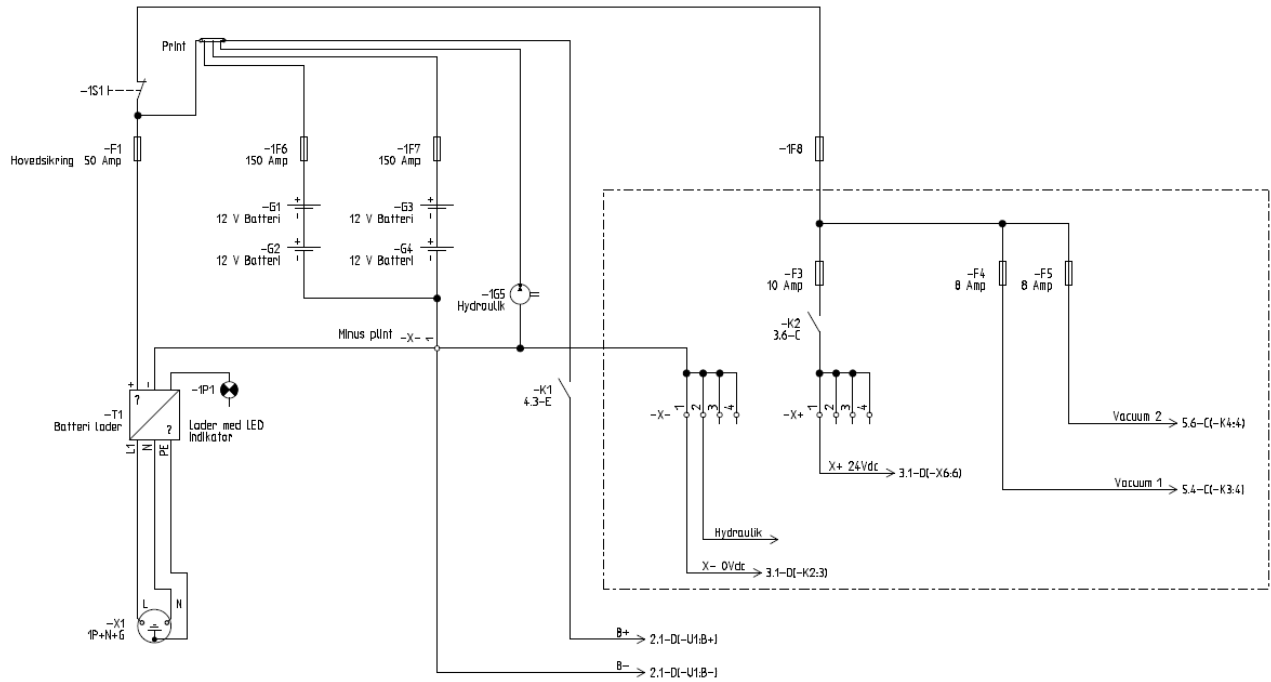 Print
-1S1
-F1
Hovedsikring 50 Amp
-1F6
150 Amp
-1F7
150 Amp
-1F8
-G1
12 V Batteri
-G3
12 V Batteri
-G2
12 V Batteri
-G4
12 V Batteri
-F3
10 Amp
-F4
8 Amp
-F5
8 Amp
-1G5
Hydraulik
-K2
3.6-C
Minus plint -X- 1
+ -
?
?
-1P1
-T1
Batteri lader
Lader med LED
indikator
L1 N PE
-K1
4.3-E
-X- 1 2 3 4
-X+ 1 2 3 4
Vacuum 2 5.6-C(-K4:4)
X+ 24Vdc 3.1-D(-X6:6)
Vacuum 1 5.4-C(-K3:4)
Hydraulik
X- 0Vdc 3.1-D(-K2:3)
L N
-X1
1P+N+G
B+ 2.1-D(-U1:B+)
B- 2.1-D(-U1:B-)